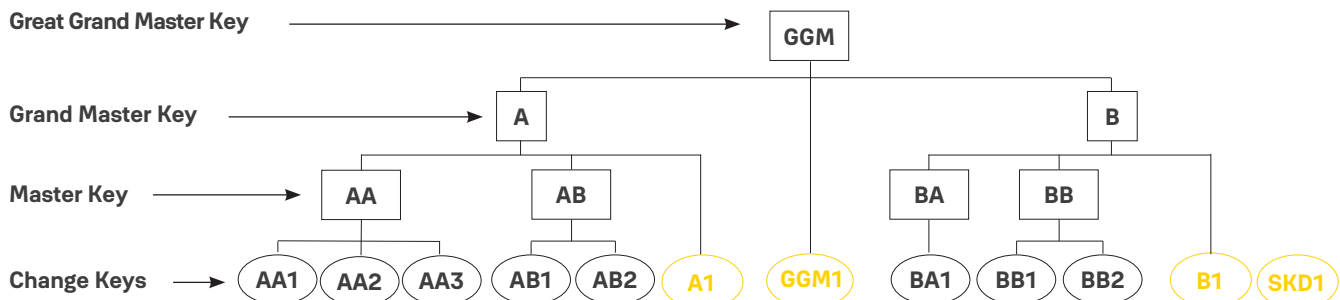 Great Grand Master Key GGM
Grand Master Key A B
Master Key AA AB BA BB
Change Keys AA1 AA2 AA3 AB1 AB2 A1 GGM1 BA1 BB1 BB2 B1 SKD1